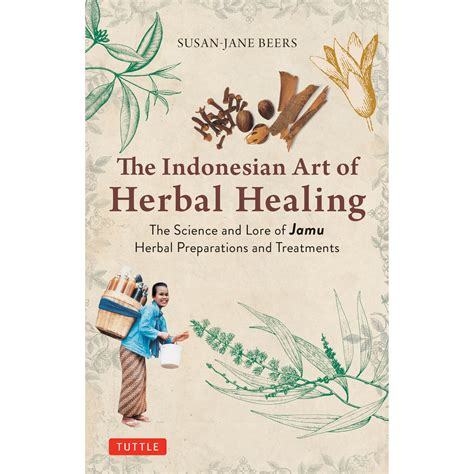 SUSAN-JANE BEERS
The Indonesian Art of
Herbal Healing
The Science and Lore of Jamu
Herbal Preparations and Treatments
TUTTLE